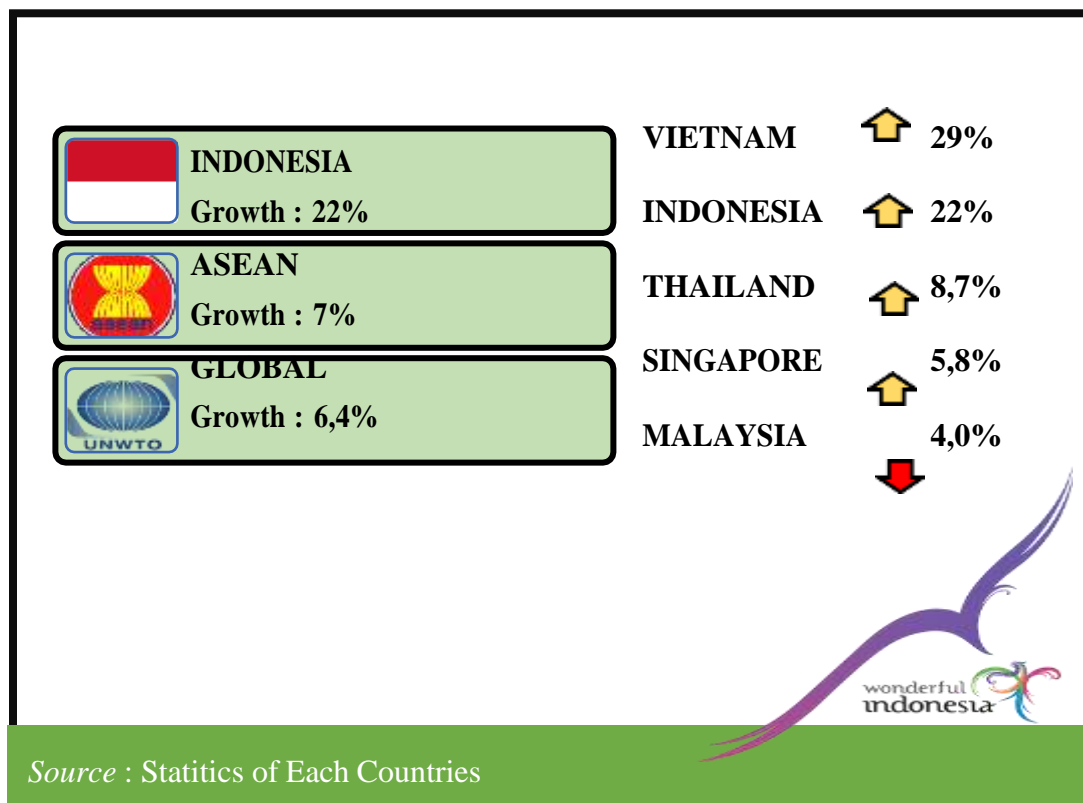 INDONESIA
Growth : 22%
ASEAN
Growth : 7%
asean
GLOBAL
Growth : 6,4%
UNWTO
VIETNAM 29%
INDONESIA 22%
THAILAND 8,7%
SINGAPORE 5,8%
MALAYSIA 4,0%
wonderful
indonesia
Source : Statitics of Each Countries